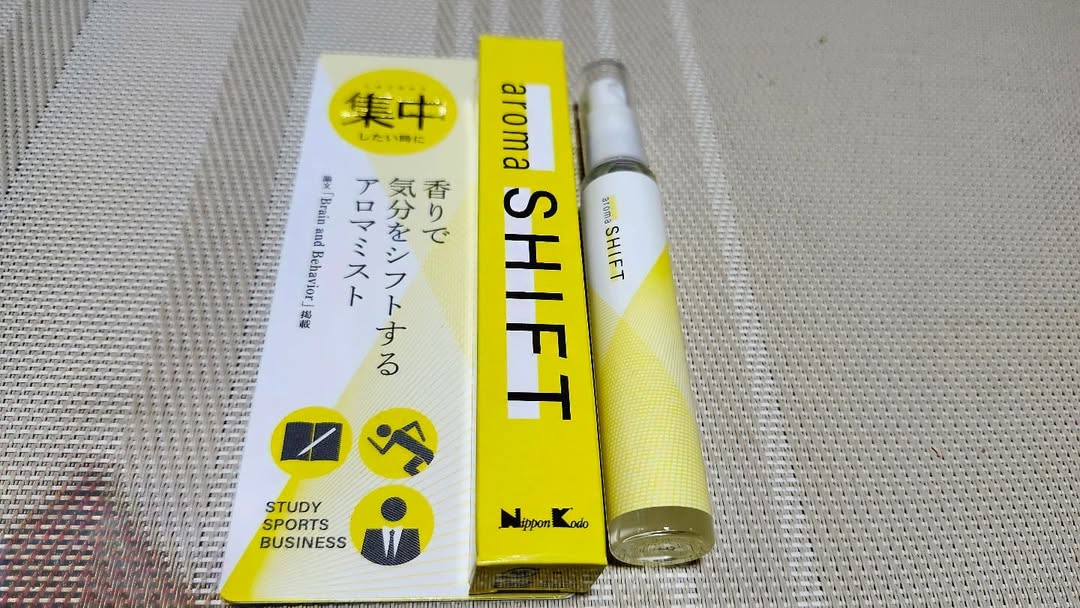 集中
したい時に
香りで
気分をシフトする
アロマミスト
論文「Brain and Behavior」掲載
STUDY
SPORTS
BUSINESS
aroma
SHIFT
Nippon Kodo
aroma
SHIFT